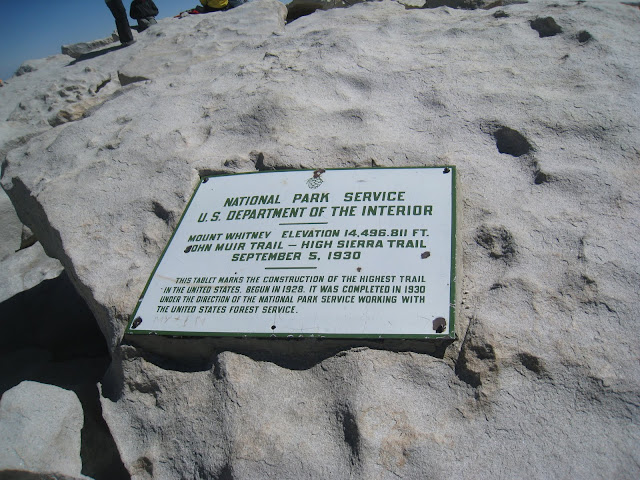 NATIONAL PARK SERVICE
U.S. DEPARTMENT OF THE INTERIOR
MOUNT WHITNEY ELEVATION 14,496.811 FT.
JOHN MUIR TRAIL – HIGH SIERRA TRAIL
SEPTEMBER 5, 1930
THIS TABLET MARKS THE CONSTRUCTION OF THE HIGHEST TRAIL
IN THE UNITED STATES. BEGUN IN 1928. IT WAS COMPLETED IN 1930
UNDER THE DIRECTION OF THE NATIONAL PARK SERVICE WORKING WITH
THE UNITED STATES FOREST SERVICE.